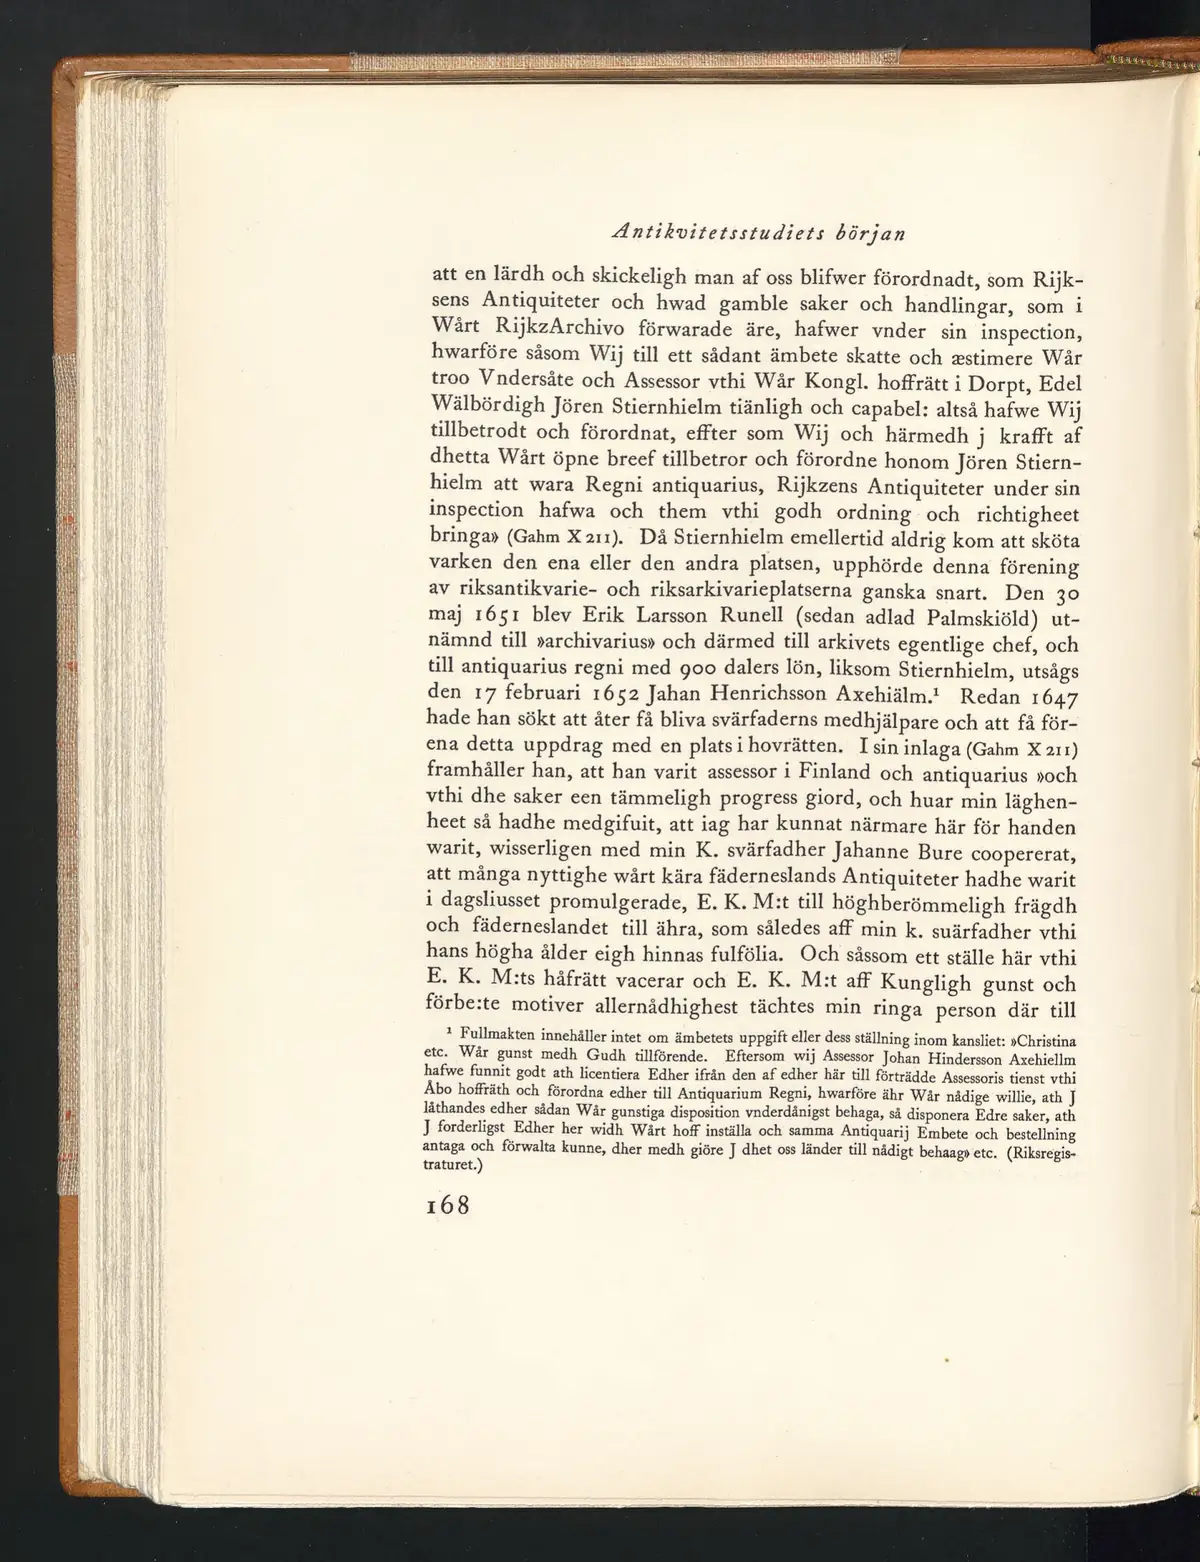 Antikvitetsstudiets början
att en lärdh och skickeligh man af oss blifwer förordnadt, som Rijk-
sens Antiquiteter och hwad gamble saker och handlingar, som i
Wårt RijkzArchivo förwarade äre, hafwer vnder sin inspection,
hwarföre såsom Wij till ett sådant ämbete skatte och æstimere Wår
troo Vndersåte och Assessor vthi Wår Kongl. hoffrätt i Dorpt, Edel
Wälbördigh Jören Stiernhielm tiänligh och capabel: altså hafwe Wij
tillbetrodt och förordnat, effter som Wij och härmedh j krafft af
dhetta Wårt öpne breef tillbetror och förordne honom Jören Stiern-
hielm att wara Regni antiquarius, Rijkzens Antiquiteter under sin
inspection hafwa och them vthi godh ordning och richtigheet
bringa» (Gahm X 211). Då Stiernhielm emellertid aldrig kom att sköta
varken den ena eller den andra platsen, upphörde denna förening
av riksantikvarie- och riksarkivarieplatserna ganska snart. Den 30
maj 1651 blev Erik Larsson Runell (sedan adlad Palmskiöld) ut-
nämnd till »archivarius» och därmed till arkivets egentlige chef, och
till antiquarius regni med 900 dalers lön, liksom Stiernhielm, utsågs
den 17 februari 1652 Jahan Henrichsson Axehiälm.¹ Redan 1647
hade han sökt att åter få bliva svärfaderns medhjälpare och att få för-
ena detta uppdrag med en plats i hovrätten. I sin inlaga (Gahm X 211)
framhåller han, att han varit assessor i Finland och antiquarius »och
vthi dhe saker een tämmeligh progress giord, och huar min läghen-
heet så hadhe medgifuit, att iag har kunnat närmare här för handen
warit, wisserligen med min K. svärfadher Jahanne Bure coopererat,
att många nyttighe wårt kära fäderneslands Antiquiteter hadhe warit
i dagsliusset promulgerade, E. K. M:t till höghberömmeligh frägdh
och fäderneslandet till ähra, som således aff min k. suärfadher vthi
hans högha ålder eigh hinnas fulfölia. Och såssom ett ställe här vthi
E. K. M:ts håfrätt vacerar och E. K. M:t aff Kungligh gunst och
förbe:te motiver allernådhighest tächtes min ringa person där till
¹ Fullmakten innehåller intet om ämbetets uppgift eller dess ställning inom kansliet: »Christina
etc. Wår gunst medh Gudh tillförende. Eftersom wij Assessor Johan Hindersson Axehiellm
hafwe funnit godt ath licentiera Edher ifrån den af edher här till förträdde Assessoris tienst vthi
Åbo hoffräth och förordna edher till Antiquarium Regni, hwarföre ähr Wår nådige willie, ath J
låthandes edher sådan Wår gunstiga disposition vnderdånigst behaga, så disponera Edre saker, ath
J forderligst Edher her widh Wårt hoff inställa och samma Antiquarij Embete och bestellning
antaga och förwalta kunne, dher medh giöre J dhet oss länder till nådigt behaag» etc. (Riksregis-
traturet.)
168